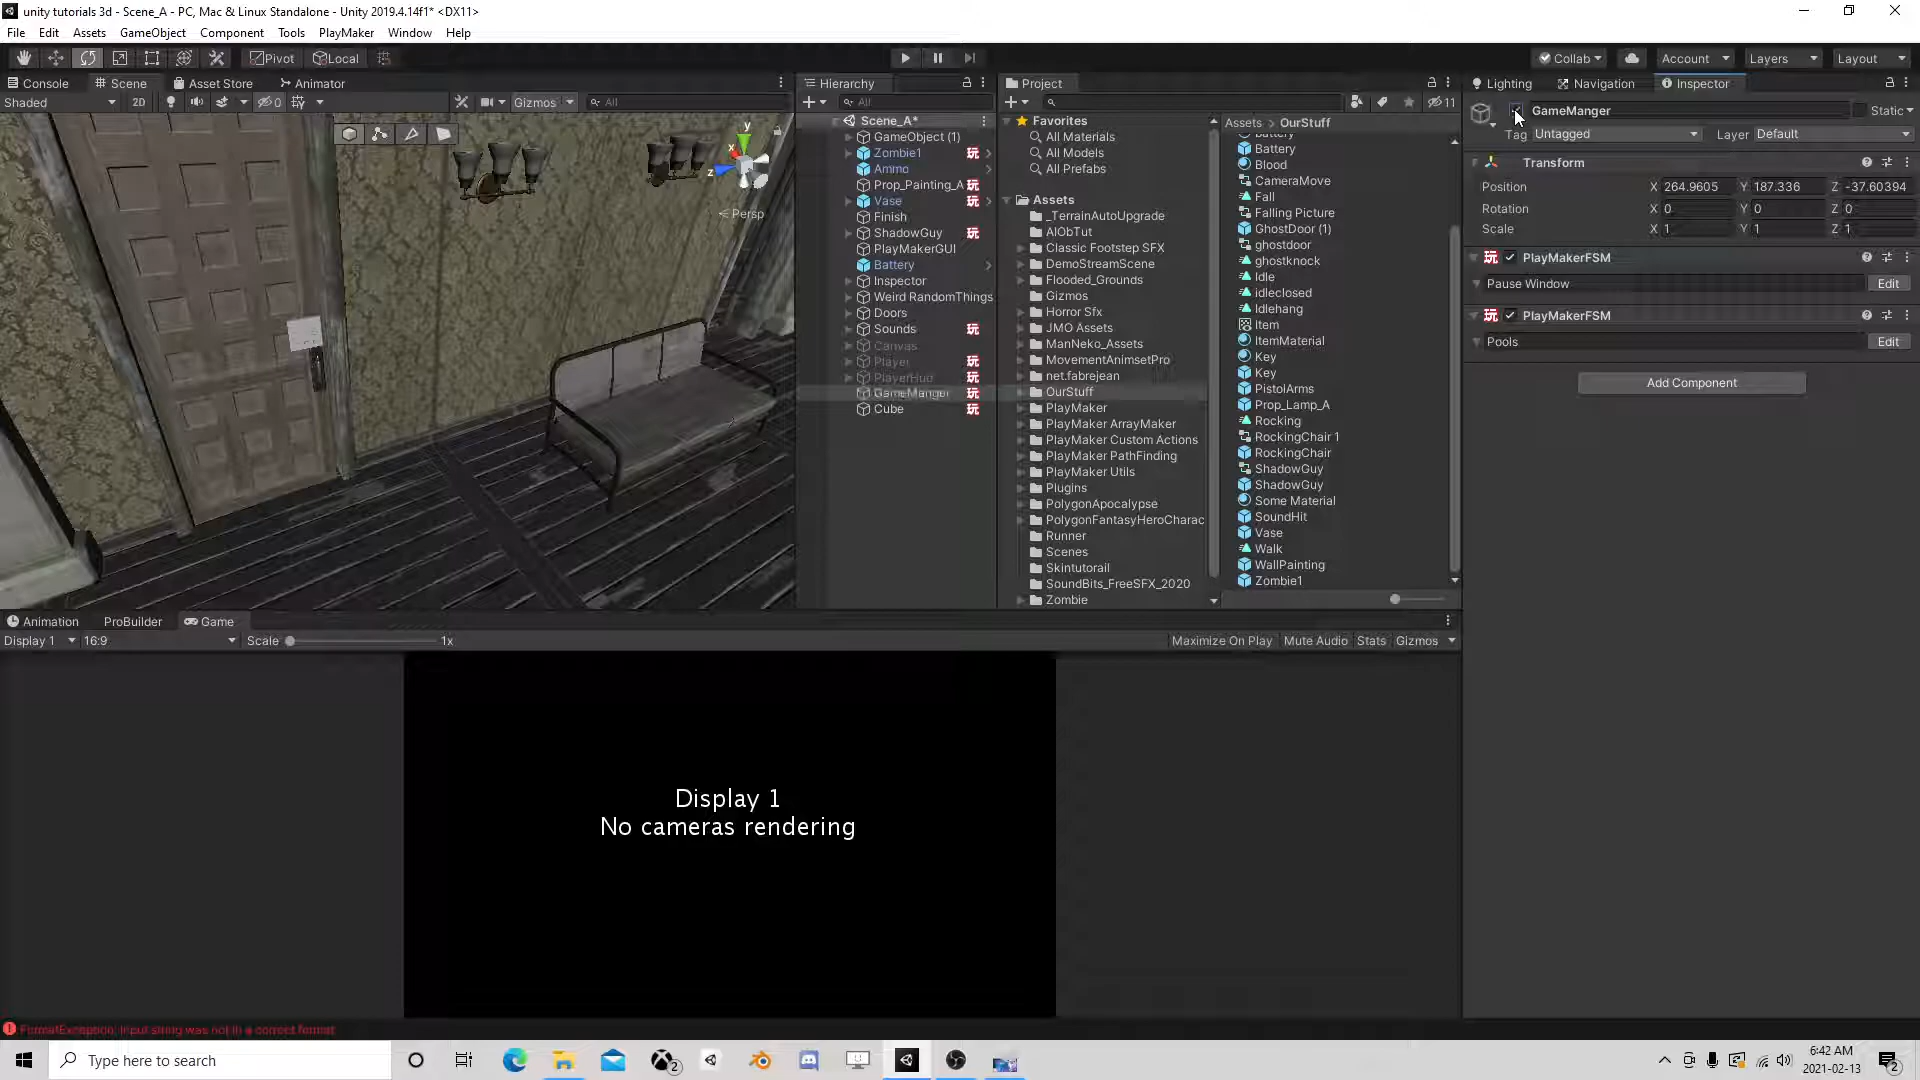 unity tutorials 3d - Scene_A - PC, Mac & Linux Standalone - Unity 2019.4.14f1* <DX11>
File Edit Assets GameObject Component Tools PlayMaker Window Help
Pivot Local Collab Account Layers Layout
Console Scene Asset Store Animator
Shaded 2D 0 Gizmos All
Hierarchy
All
Scene_A*
GameObject (1)
Zombie1
Ammo
Prop_Painting_A
Vase
Finish
ShadowGuy
PlayMakerGUI
Battery
Inspector
Weird RandomThings
Doors
Sounds
Canvas
Player
PlayerHud
GameManger
Cube
Project
11
Favorites
All Materials
All Models
All Prefabs
Assets
_TerrainAutoUpgrade
AIObTut
Classic Footstep SFX
DemoStreamScene
Flooded_Grounds
Gizmos
Horror Sfx
JMO Assets
ManNeko_Assets
MovementAnimsetPro
net.fabrejean
OurStuff
PlayMaker
PlayMaker ArrayMaker
PlayMaker Custom Actions
PlayMaker PathFinding
PlayMaker Utils
Plugins
PolygonApocalypse
PolygonFantasyHeroCharac
Runner
Scenes
Skintutorail
SoundBits_FreeSFX_2020
Zombie
Assets > OurStuff
Battery
Battery
Blood
CameraMove
Fall
Falling Picture
GhostDoor (1)
ghostdoor
ghostknock
Idle
idleclosed
Idlehang
Item
ItemMaterial
Key
Key
PistolArms
Prop_Lamp_A
Rocking
RockingChair 1
RockingChair
ShadowGuy
ShadowGuy
Some Material
SoundHit
Vase
Walk
WallPainting
Zombie1
Lighting Navigation Inspector
GameManger Static
Tag Untagged Layer Default
Transform
Position X 264.9605 Y 187.336 Z -37.60394
Rotation X 0 Y 0 Z 0
Scale X 1 Y 1 Z 1
PlayMakerFSM
Pause Window Edit
PlayMakerFSM
Pools Edit
Add Component
y
x
z
Persp
Animation ProBuilder Game
Display 1 16:9 Scale 1x Maximize On Play Mute Audio Stats Gizmos
Display 1
No cameras rendering
FormatException: Input string was not in a correct format
Type here to search
2
6:42 AM
2021-02-13
2